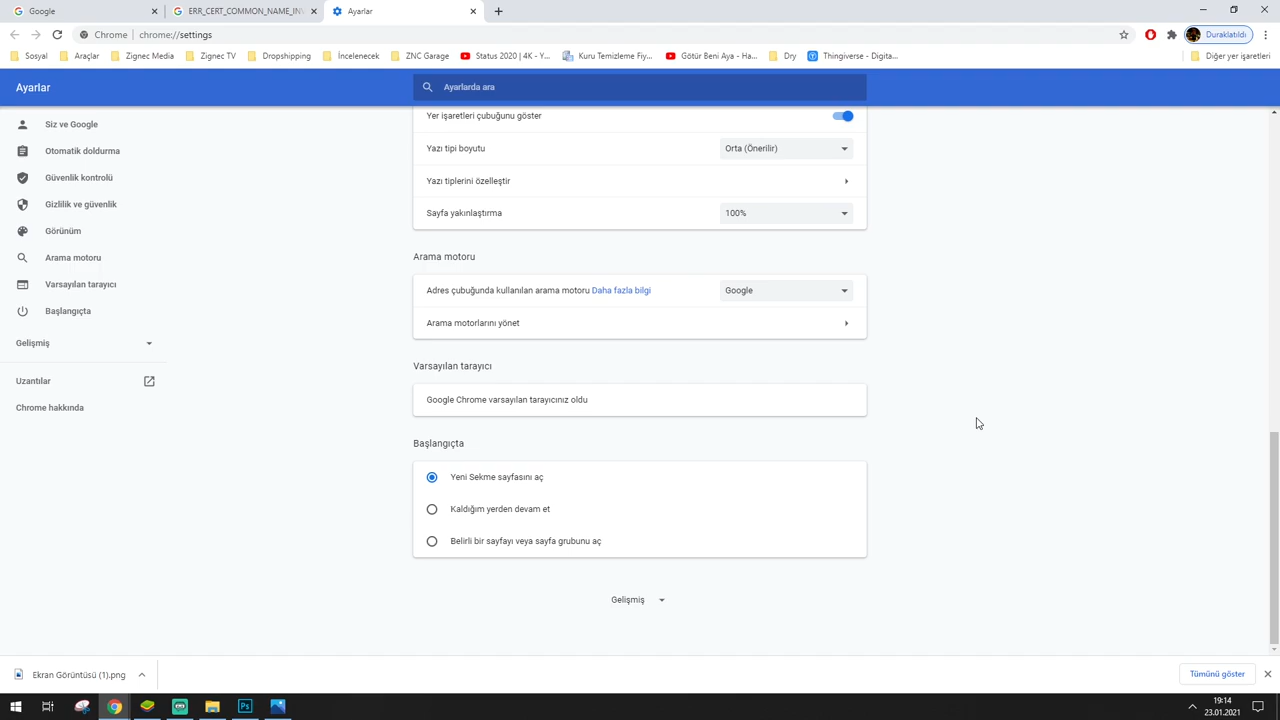 Google
ERR_CERT_COMMON_NAME_INV
Ayarlar
Chrome | chrome://settings
Duraklatıldı
Sosyal
Araçlar
Zignec Media
Zignec TV
Dropshipping
İncelenecek
ZNC Garage
Status 2020 | 4K - Y...
Kuru Temizleme Fiy...
Götür Beni Aya - Ha...
Dry
Thingiverse - Digita...
Diğer yer işaretleri
Ayarlar
Ayarlarda ara
Siz ve Google
Otomatik doldurma
Güvenlik kontrolü
Gizlilik ve güvenlik
Görünüm
Arama motoru
Varsayılan tarayıcı
Başlangıçta
Gelişmiş
Uzantılar
Chrome hakkında
Yer işaretleri çubuğunu göster
Yazı tipi boyutu
Orta (Önerilir)
Yazı tiplerini özelleştir
Sayfa yakınlaştırma
100%
Arama motoru
Adres çubuğunda kullanılan arama motoru Daha fazla bilgi
Google
Arama motorlarını yönet
Varsayılan tarayıcı
Google Chrome varsayılan tarayıcınız oldu
Başlangıçta
Yeni Sekme sayfasını aç
Kaldığım yerden devam et
Belirli bir sayfayı veya sayfa grubunu aç
Gelişmiş
Ekran Görüntüsü (1).png
Tümünü göster
Ps
19:14
23.01.2021